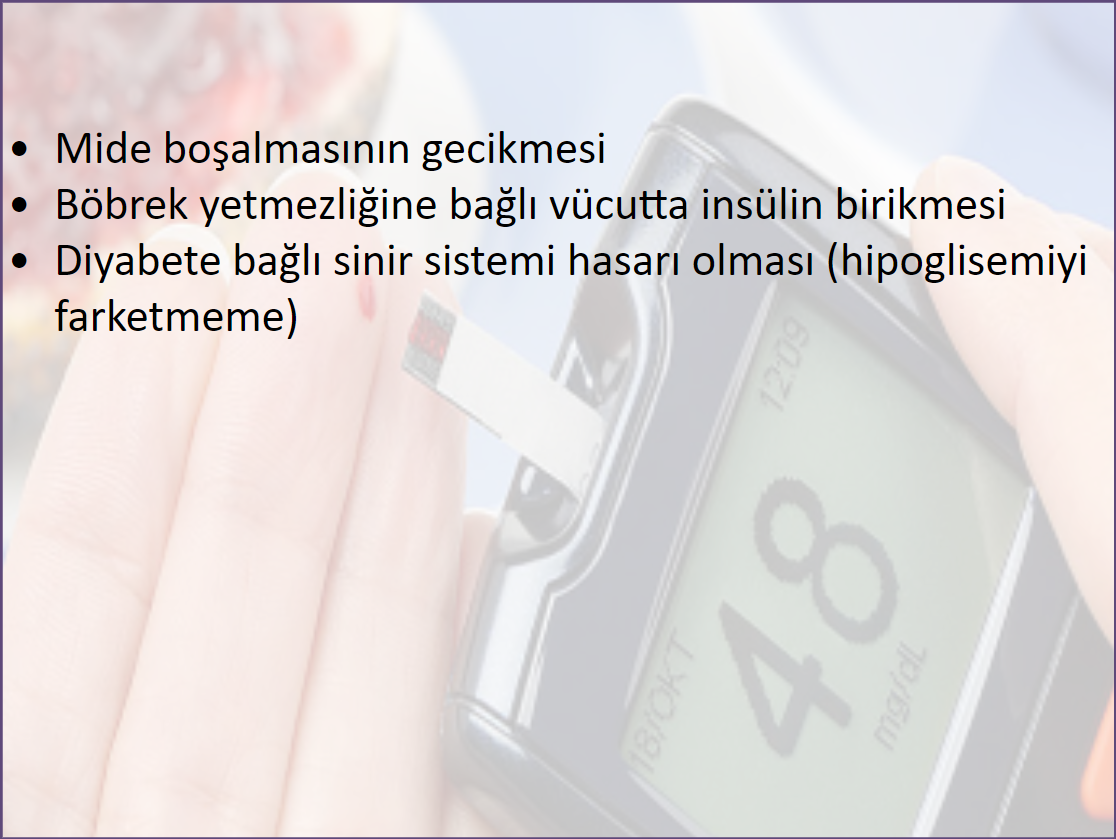 • Mide boşalmasının gecikmesi
• Böbrek yetmezliğine bağlı vücutta insülin birikmesi
• Diyabete bağlı sinir sistemi hasarı olması (hipoglisemiyi
farketmeme)
12:09
48
mg/dL
18/OKT